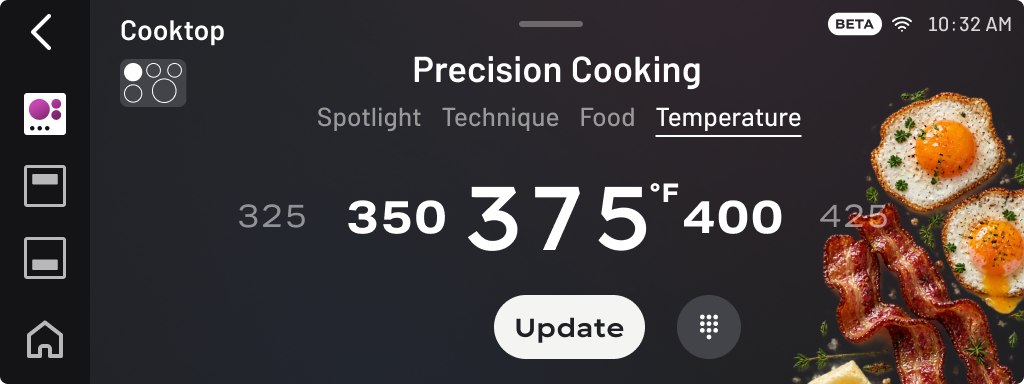 Cooktop
BETA 10:32 AM
Precision Cooking
Spotlight Technique Food Temperature
325 350 375°F 400 425
Update